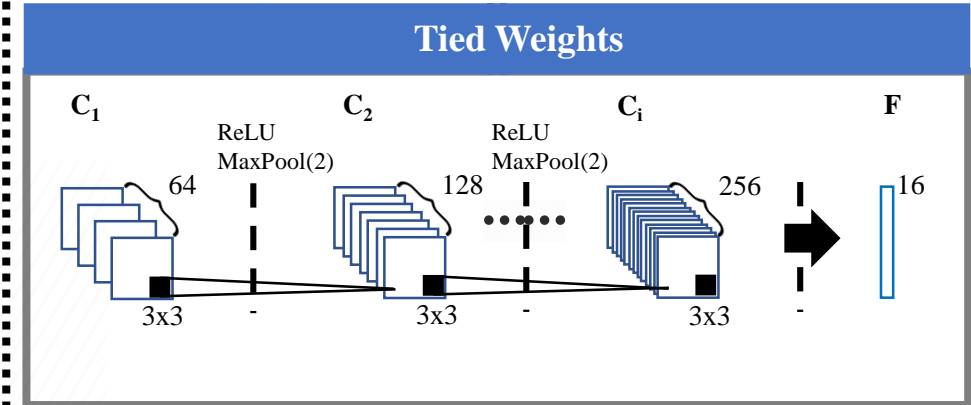 Tied Weights
C1
C2
Ci
F
ReLU
MaxPool(2)
ReLU
MaxPool(2)
64
128
256
16
3x3
-
3x3
-
3x3
-